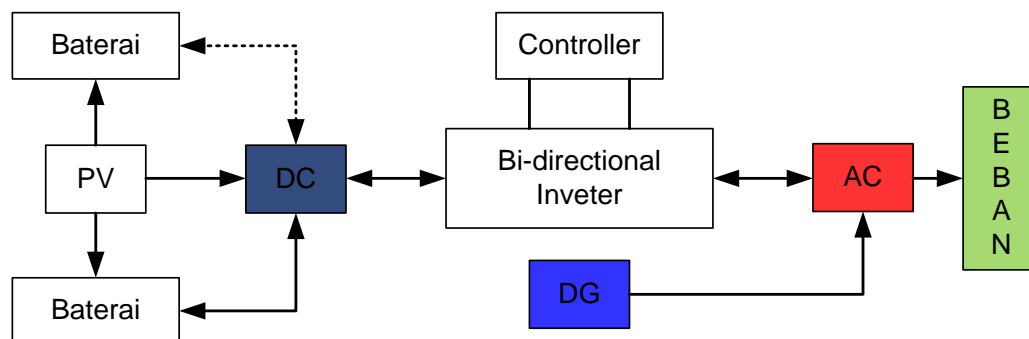 Baterai
Controller
PV
DC
Bi-directional
Inveter
AC
B
E
B
A
N
Baterai
DG